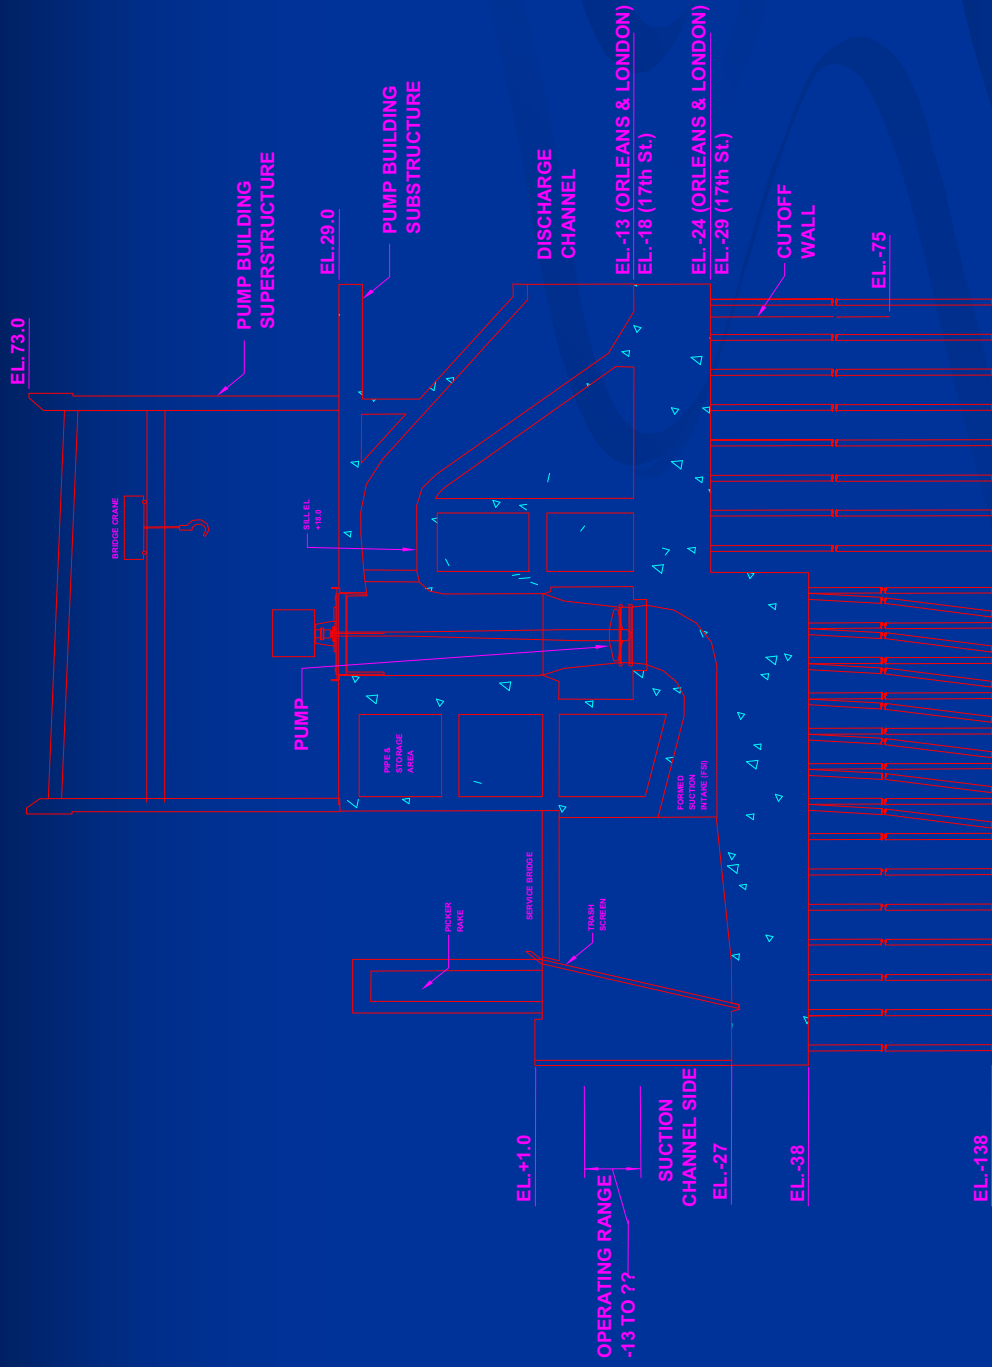 EL. 73.0
BRIDGE CRANE
PUMP BUILDING
SUPERSTRUCTURE
PUMP
SILL EL
EL.29.0
PIPE &
STORAGE
AREA
PUMP BUILDING
SUBSTRUCTURE
PICKER
RAKE
EL.+1.0
SERVICE BRIDGE
DISCHARGE
CHANNEL
TRASH
SCREEN
OPERATING RANGE
-13 TO ??
EL.-13 (ORLEANS & LONDON)
EL.-18 (17th St.)
SUCTION
CHANNEL SIDE
FORMED
SUCTION
INTAKE (FSI)
EL.-24 (ORLEANS & LONDON)
EL.-29 (17th St.)
EL.-27
CUTOFF
WALL
EL.-38
EL.-75
EL.-138